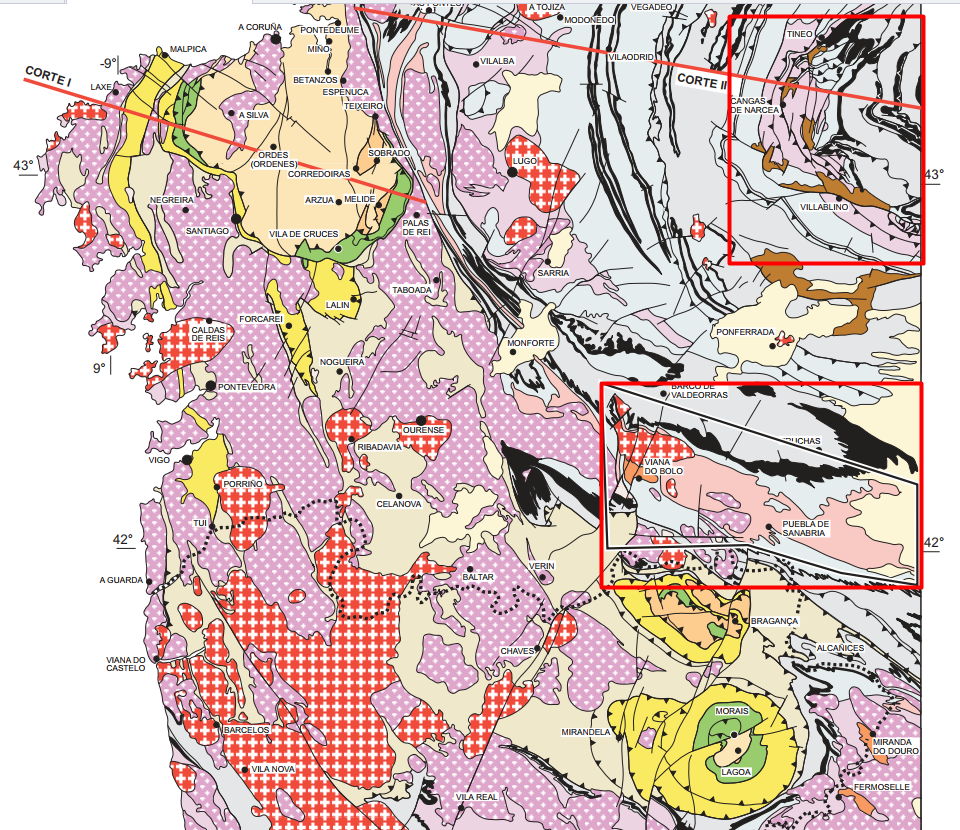 A TOJIZA
VEGADEO
MODOÑEDO
A CORUÑA
PONTEDEUME
TINEO
MIÑO
MALPICA
VILAODRID
-9°
VILALBA
CORTE I
BETANZOS
CORTE II
LAXE
ESPENUCA
TEIXEIRO
CANGAS
DE NARCEA
A SILVA
43°
ORDES
(ORDENES)
SOBRADO
LUGO
CORREDOIRAS
43°
NEGREIRA
ARZUA
MELIDE
VILLABLINO
SANTIAGO
PALAS
DE REI
VILA DE CRUCES
SARRIA
TABOADA
LALIN
FORCAREI
CALDAS
DE REIS
PONFERRADA
MONFORTE
9°
NOGUEIRA
PONTEVEDRA
BARCO DE
VALDEORRAS
OURENSE
RUCHAS
RIBADAVIA
VIGO
VIANA
DO BOLO
PORRIÑO
CELANOVA
TUI
PUEBLA DE
SANABRIA
42°
42°
VERIN
A GUARDA
BALTAR
BRAGANÇA
CHAVES
ALCAÑICES
VIANA DO
CASTELO
MORAIS
BARCELOS
MIRANDELA
MIRANDA
DO DOURO
VILA NOVA
LAGOA
FERMOSELLE
VILA REAL